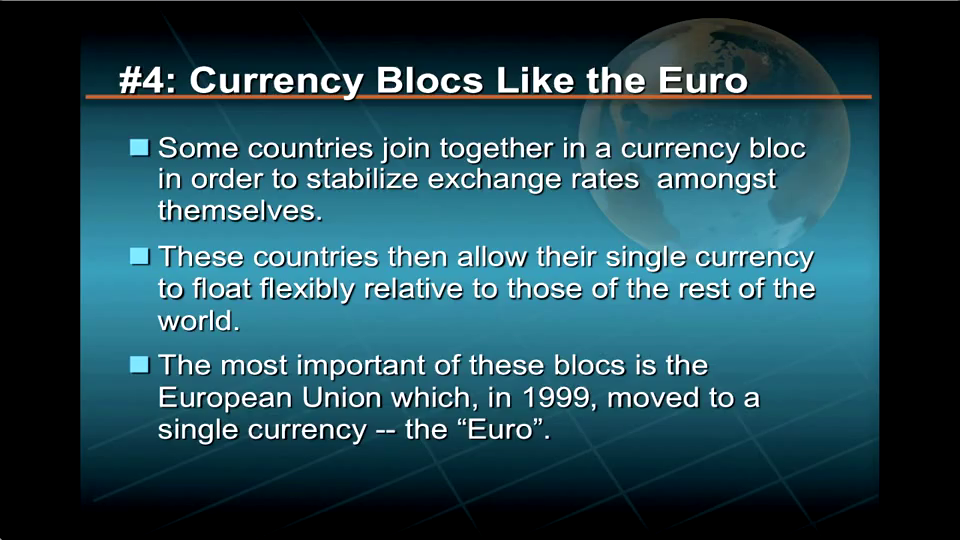 #4: Currency Blocs Like the Euro
Some countries join together in a currency bloc
in order to stabilize exchange rates  amongst
themselves.
These countries then allow their single currency
to float flexibly relative to those of the rest of the
world.
The most important of these blocs is the
European Union which, in 1999, moved to a
single currency -- the “Euro”.